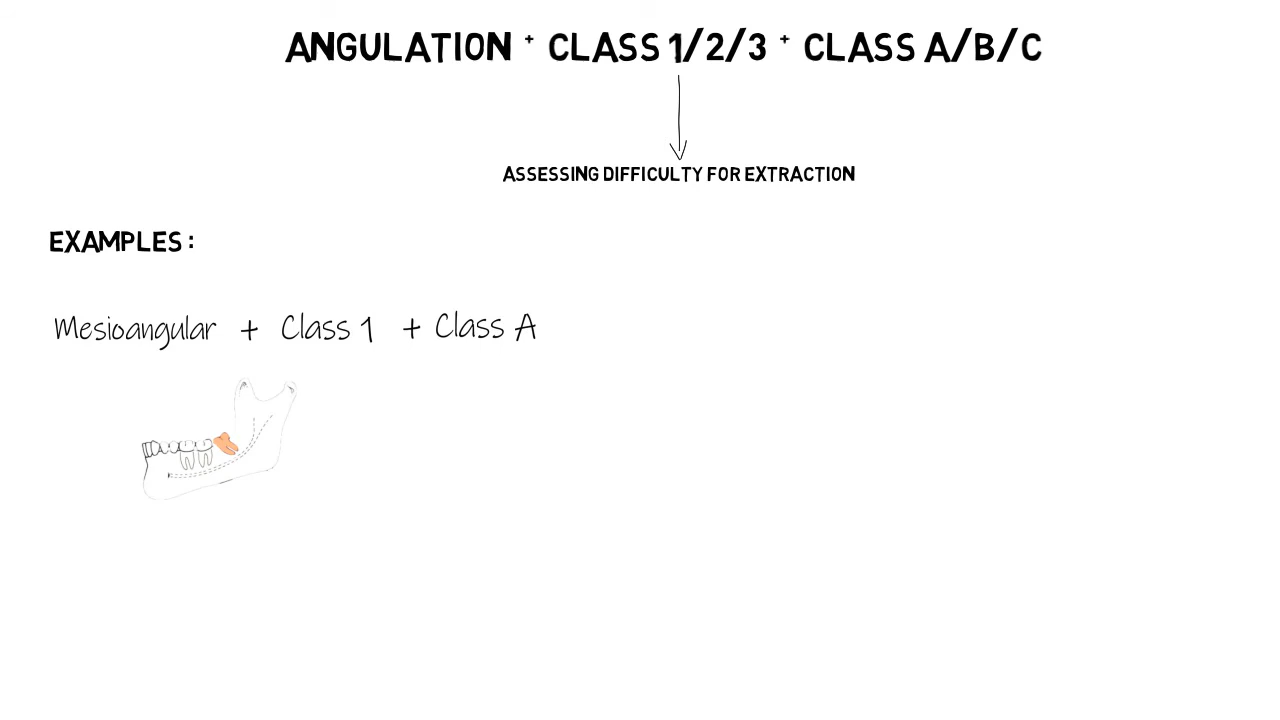 ANGULATION + CLASS 1/2/3 + CLASS A/B/C
ASSESSING DIFFICULTY FOR EXTRACTION
EXAMPLES:
Mesioangular + Class 1 + Class A